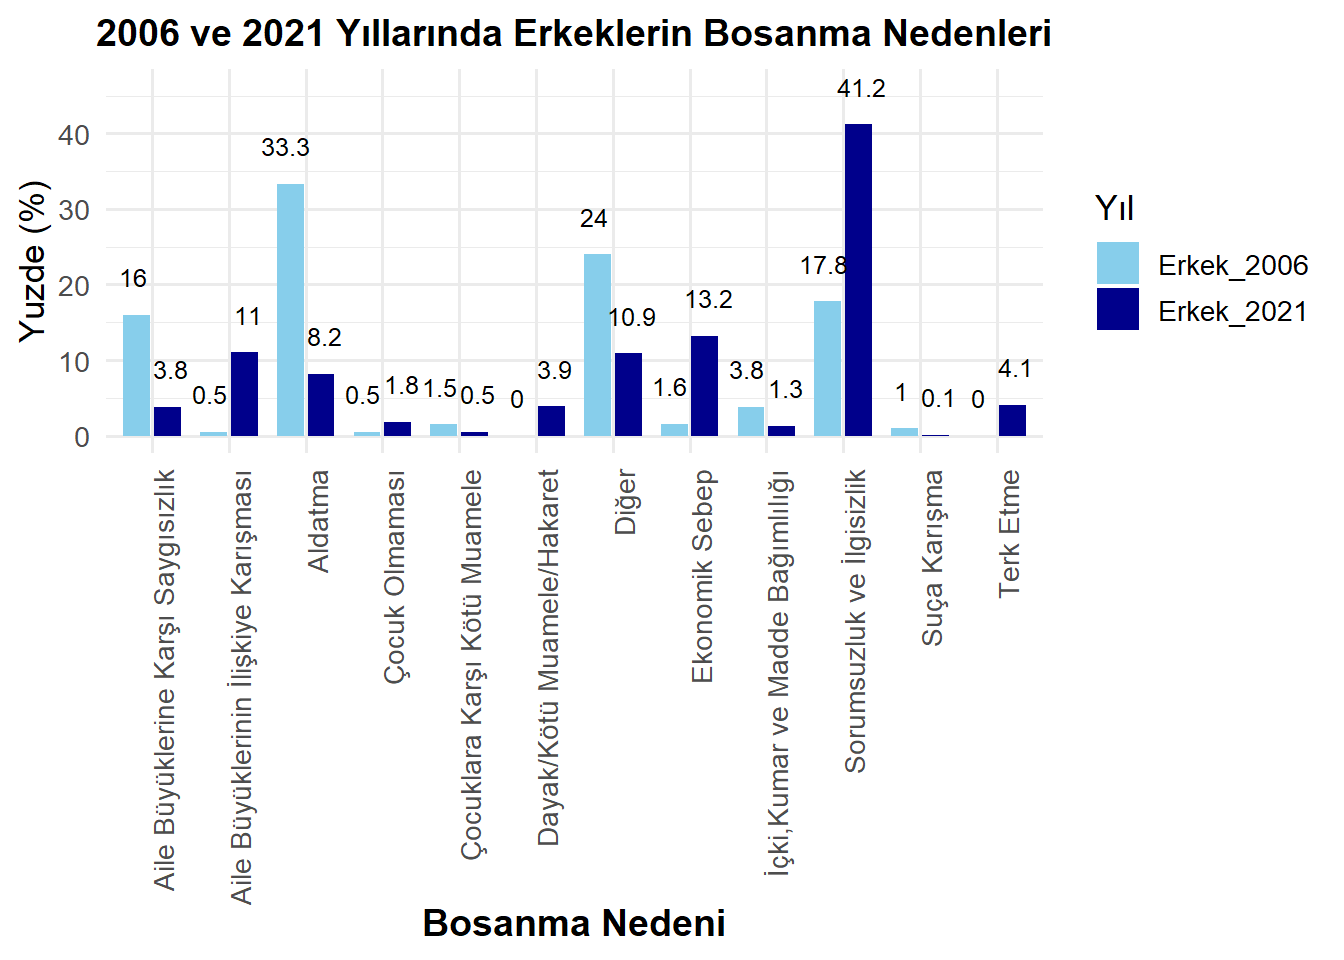 2006 ve 2021 Yıllarında Erkeklerin Bosanma Nedenleri
Yuzde (%)
40
30
20
10
0
16
3.8
0.5
11
33.3
8.2
0.5
1.8
1.5
0.5
0
3.9
24
10.9
1.6
13.2
3.8
1.3
17.8
41.2
1
0.1
0
4.1
Aile Büyüklerine Karşı Saygısızlık
Aile Büyüklerinin İlişkiye Karışması
Aldatma
Çocuk Olmaması
Çocuklara Karşı Kötü Muamele
Dayak/Kötü Muamele/Hakaret
Diğer
Ekonomik Sebep
İçki,Kumar ve Madde Bağımlılığı
Sorumsuzluk ve İlgisizlik
Suça Karışma
Terk Etme
Bosanma Nedeni
Yıl
Erkek_2006
Erkek_2021